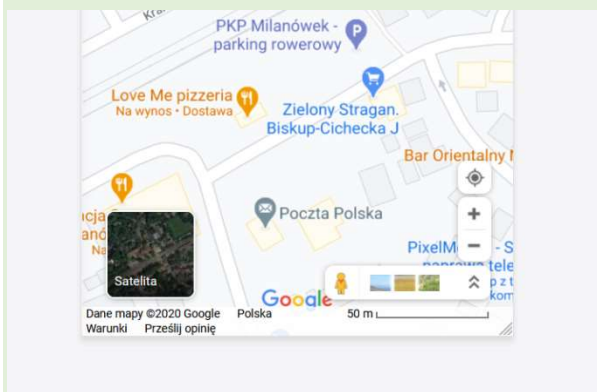 PKP Milanówek -
parking rowerowy
P
Love Me pizzeria
Na wynos • Dostawa
Zielony Stragan.
Biskup-Cichecka J
Bar Orientalny
Poczta Polska
Satelita
Google
Dane mapy ©2020 Google Polska 50 m
Warunki Prześlij opinię